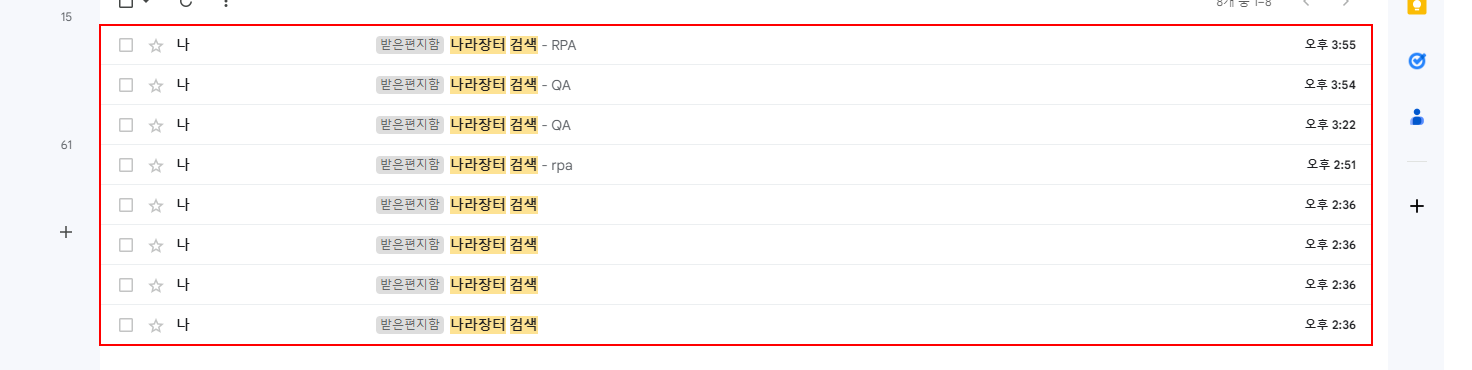 15
8개 중 1–8
나 받은편지함 나라장터 검색 - RPA 오후 3:55
나 받은편지함 나라장터 검색 - QA 오후 3:54
나 받은편지함 나라장터 검색 - QA 오후 3:22
61
나 받은편지함 나라장터 검색 - rpa 오후 2:51
나 받은편지함 나라장터 검색 오후 2:36
나 받은편지함 나라장터 검색 오후 2:36
나 받은편지함 나라장터 검색 오후 2:36
나 받은편지함 나라장터 검색 오후 2:36